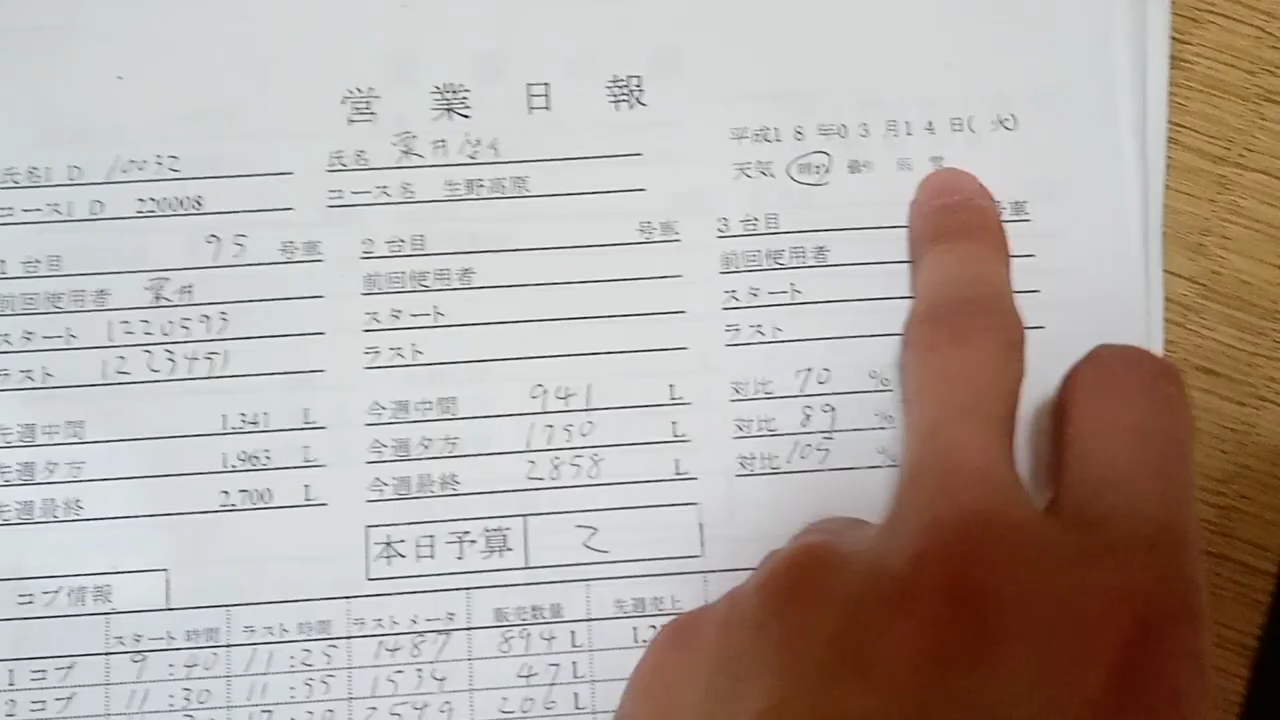 営業日報
平成18年03月14日(火)
氏名ID 10032
氏名
天気 晴れ 曇り 雨 雪
コースID 220008
コース名 生野高原
1台目 95 号車
2台目 号車
3台目 号車
前回使用者
前回使用者
前回使用者
スタート 1220593
スタート
スタート
ラスト 1223451
ラスト
ラスト
先週中間 1,341 L
今週中間 941 L
対比 70 %
先週夕方 1,963 L
今週夕方 1750 L
対比 89 %
先週最終 2,700 L
今週最終 2858 L
対比 105 %
本日予算 乙
コブ情報
スタート時間 ラスト時間 ラストメータ 販売数量 先週売上
1コブ 9:40 11:25 1487 894 L
2コブ 11:30 11:55 1534 47 L
2549 206 L